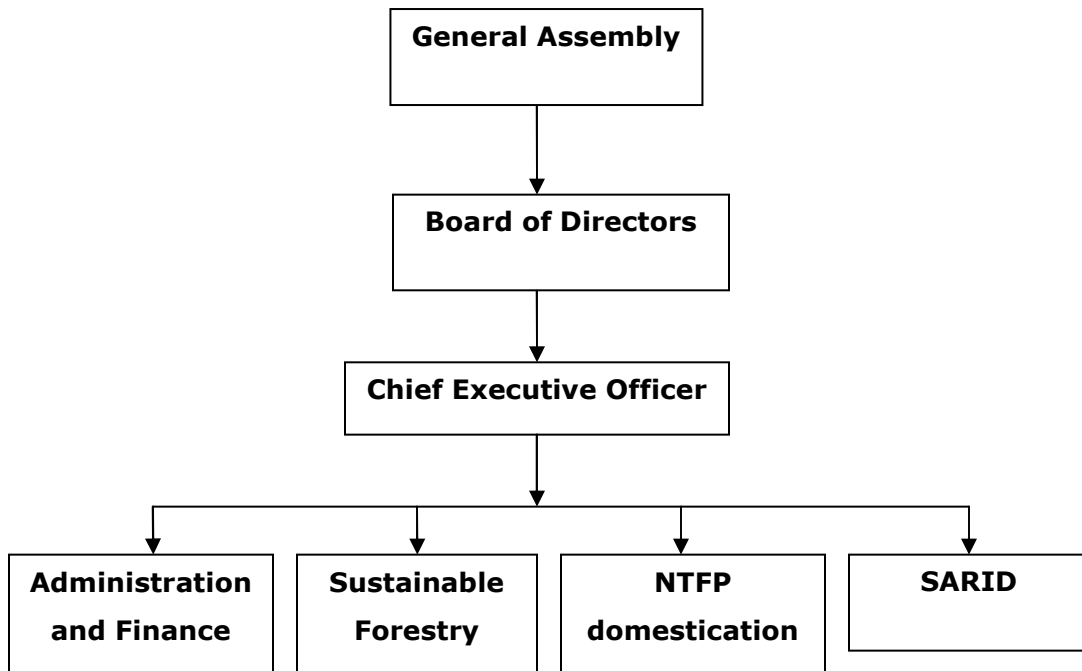 General Assembly
Board of Directors
Chief Executive Officer
Administration
and Finance
Sustainable
Forestry
NTFP
domestication
SARID